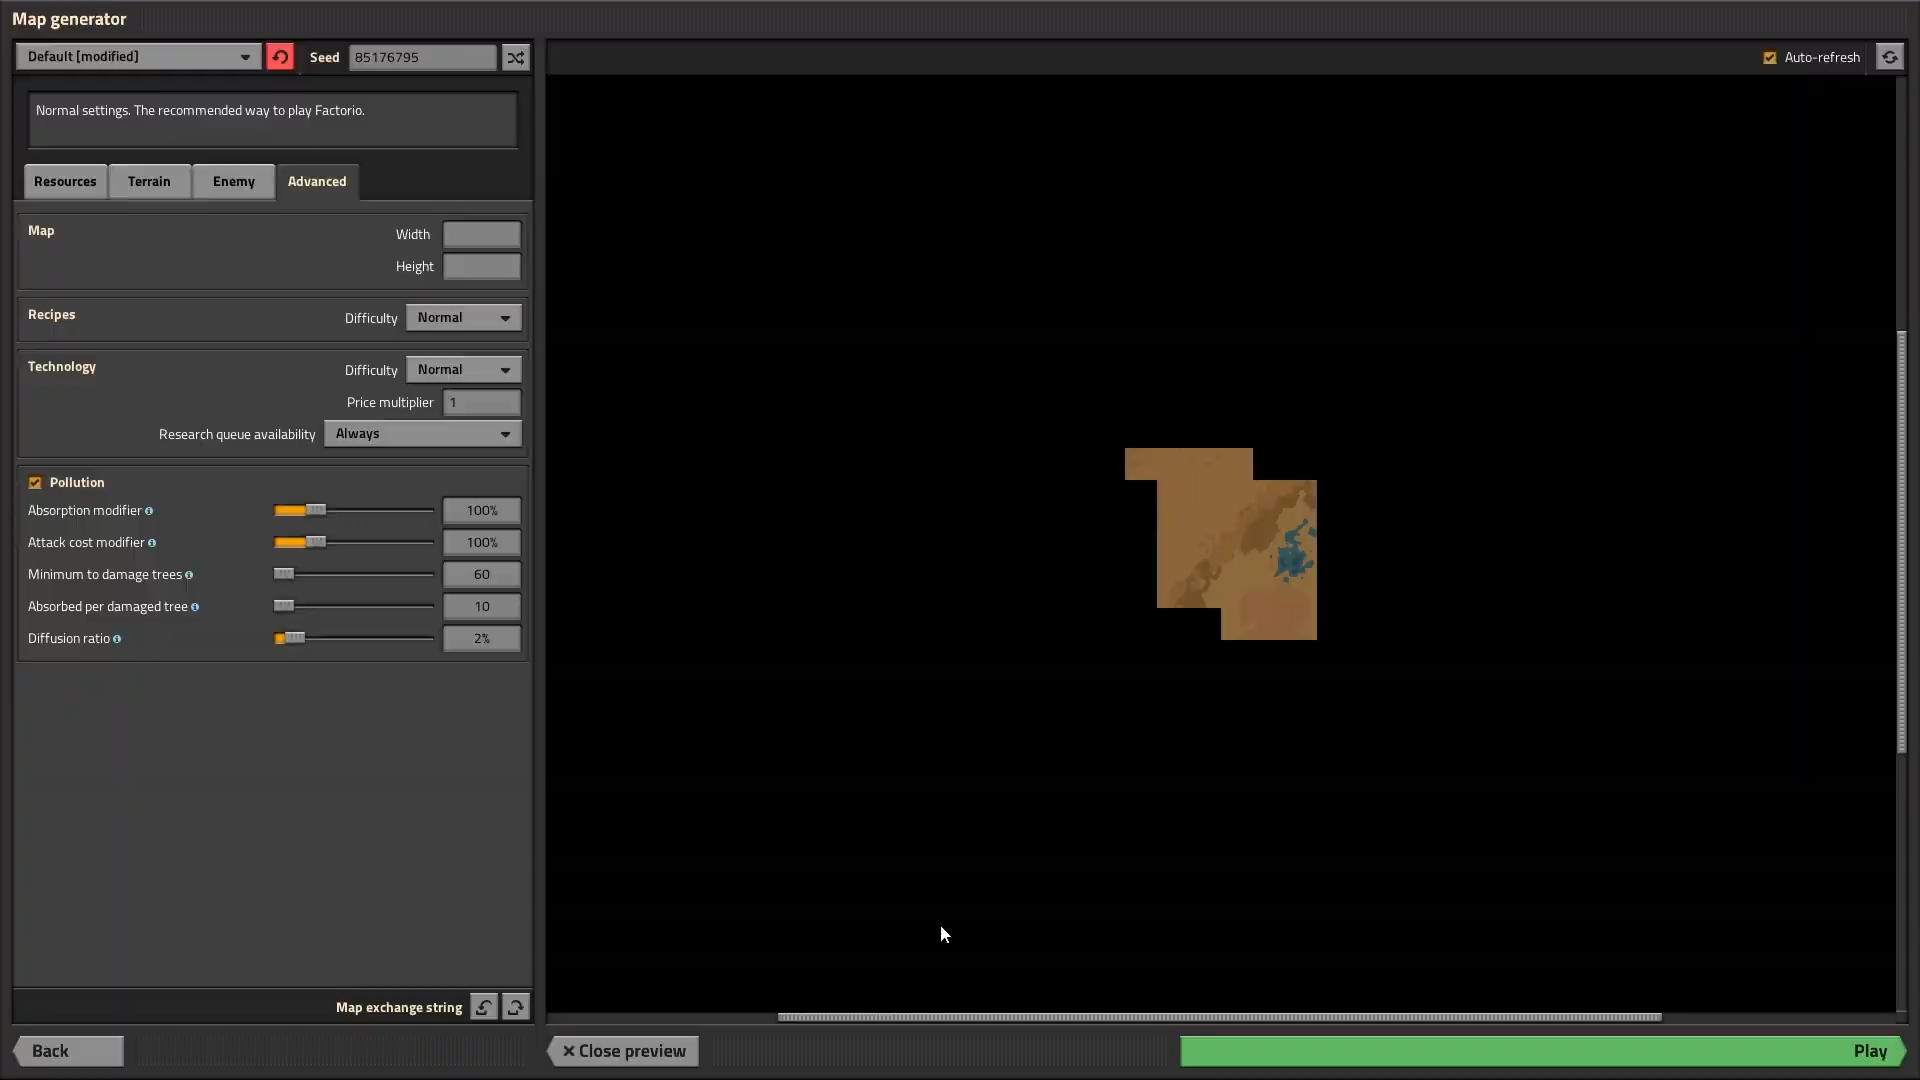 Map generator
Default [modified]
Seed
85176795
Auto-refresh
Normal settings. The recommended way to play Factorio.
Resources
Terrain
Enemy
Advanced
Map
Width
Height
Recipes
Difficulty
Normal
Technology
Difficulty
Normal
Price multiplier
1
Research queue availability
Always
Pollution
Absorption modifier
100%
Attack cost modifier
100%
Minimum to damage trees
60
Absorbed per damaged tree
10
Diffusion ratio
2%
Map exchange string
Back
× Close preview
Play